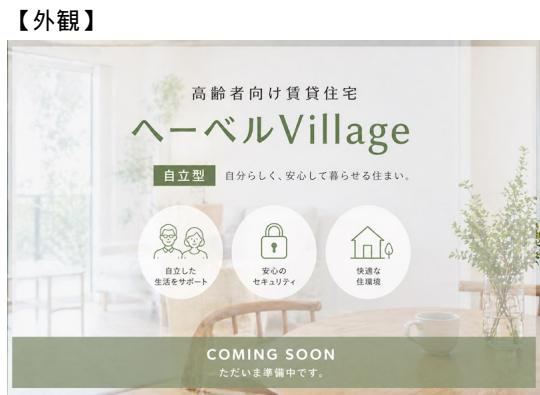 【外観】
高齢者向け賃貸住宅
ヘーベルVillage
自立型 自分らしく、安心して暮らせる住まい。
自立した
生活をサポート
安心の
セキュリティ
快適な
住環境
COMING SOON
ただいま準備中です。